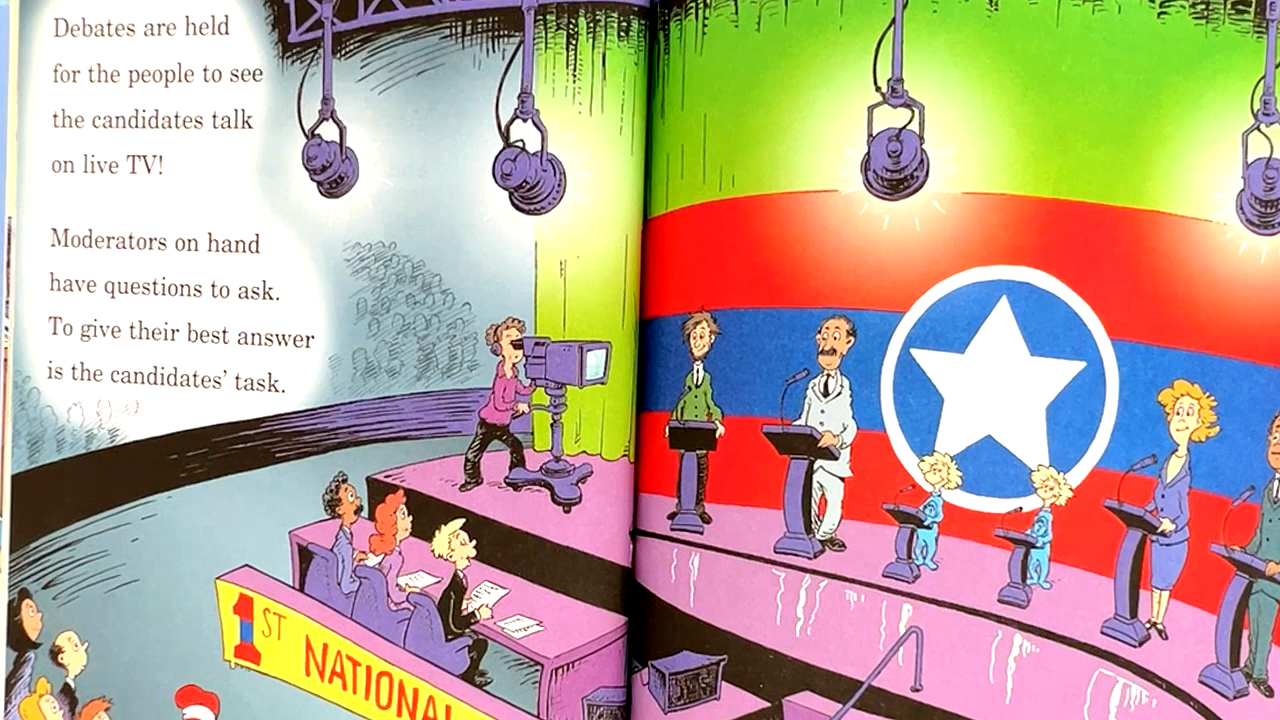 Debates are held
for the people to see
the candidates talk
on live TV!
Moderators on hand
have questions to ask.
To give their best answer
is the candidates’ task.
1ST NATIONAL